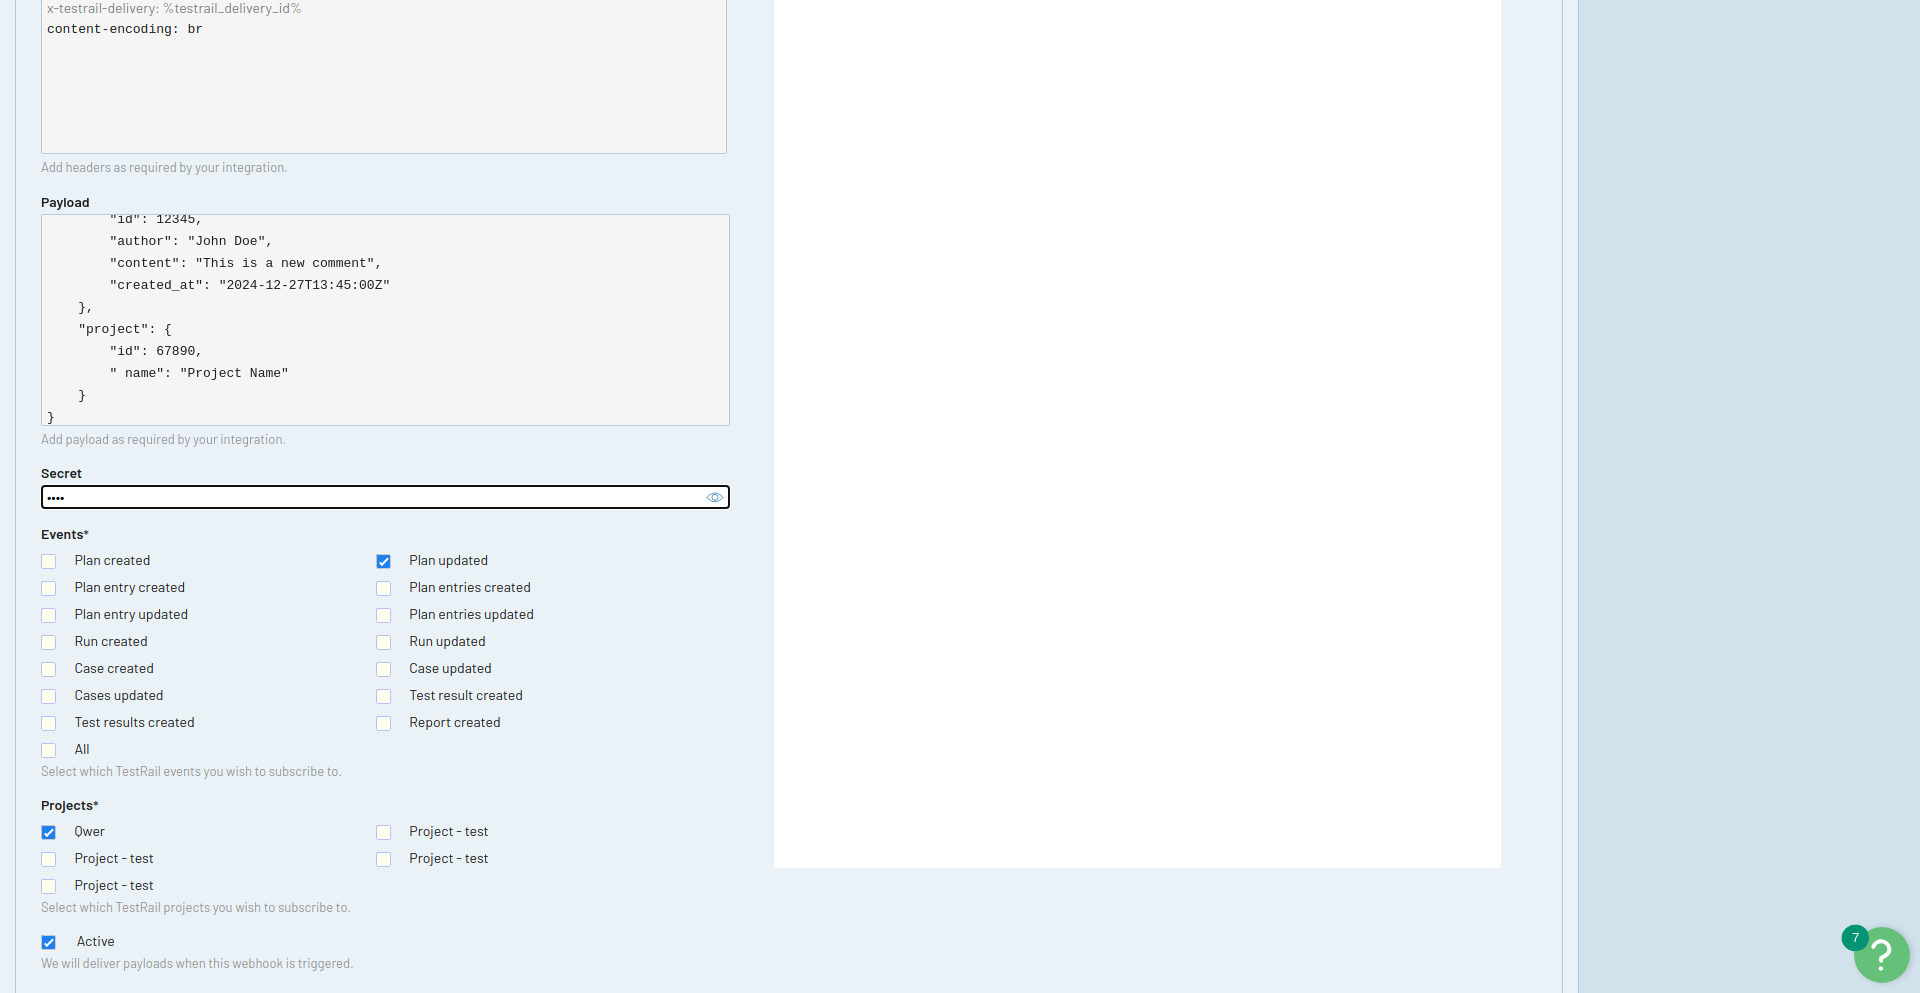 x-testrail-delivery: %testrail_delivery_id%
content-encoding: br
Add headers as required by your integration.
Payload
        "id": 12345,
        "author": "John Doe",
        "content": "This is a new comment",
        "created_at": "2024-12-27T13:45:00Z"
    },
    "project": {
        "id": 67890,
        " name": "Project Name"
    }
}
Add payload as required by your integration.
Secret
••••
Events*
Plan created
Plan updated
Plan entry created
Plan entries created
Plan entry updated
Plan entries updated
Run created
Run updated
Case created
Case updated
Cases updated
Test result created
Test results created
Report created
All
Select which TestRail events you wish to subscribe to.
Projects*
Qwer
Project - test
Project - test
Project - test
Project - test
Select which TestRail projects you wish to subscribe to.
Active
We will deliver payloads when this webhook is triggered.
7
?